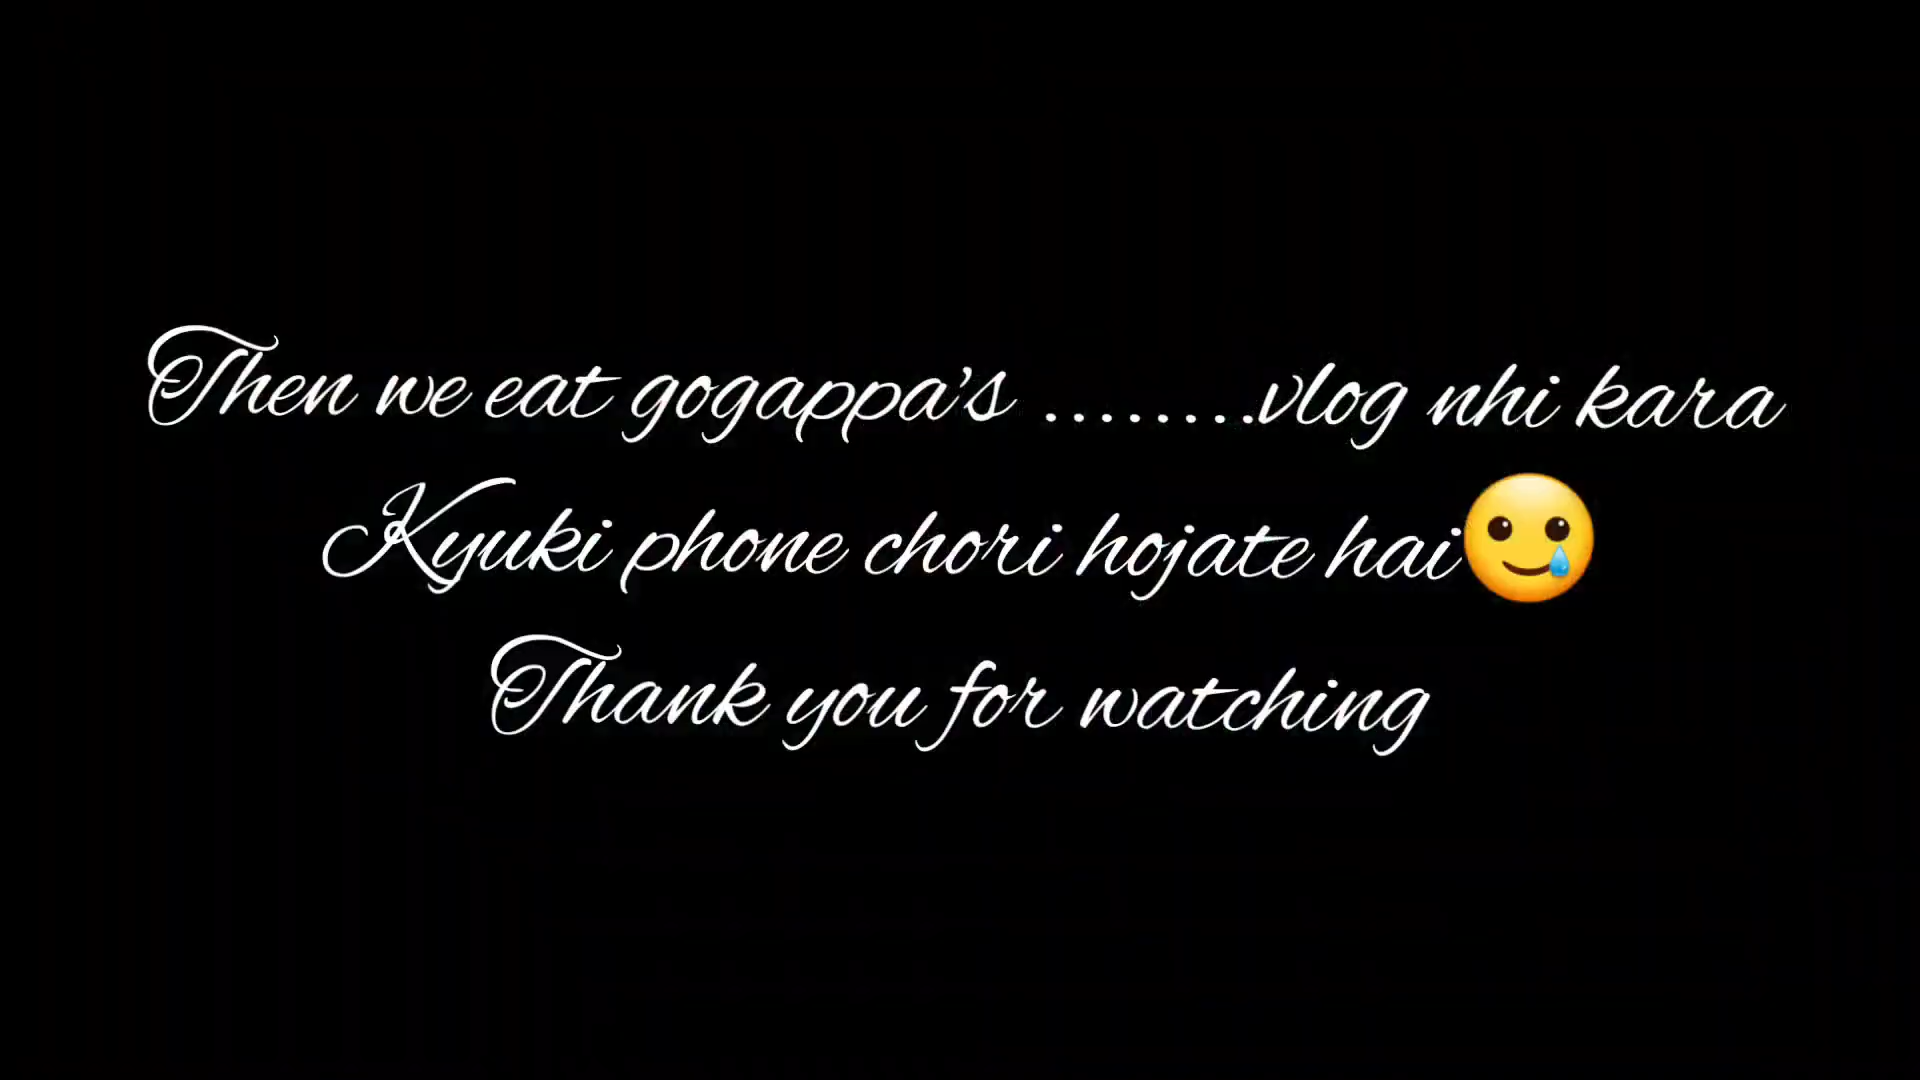 Then we eat gogappa's ........vlog nhi kara
Kyuki phone chori hojate hai🥲
Thank you for watching